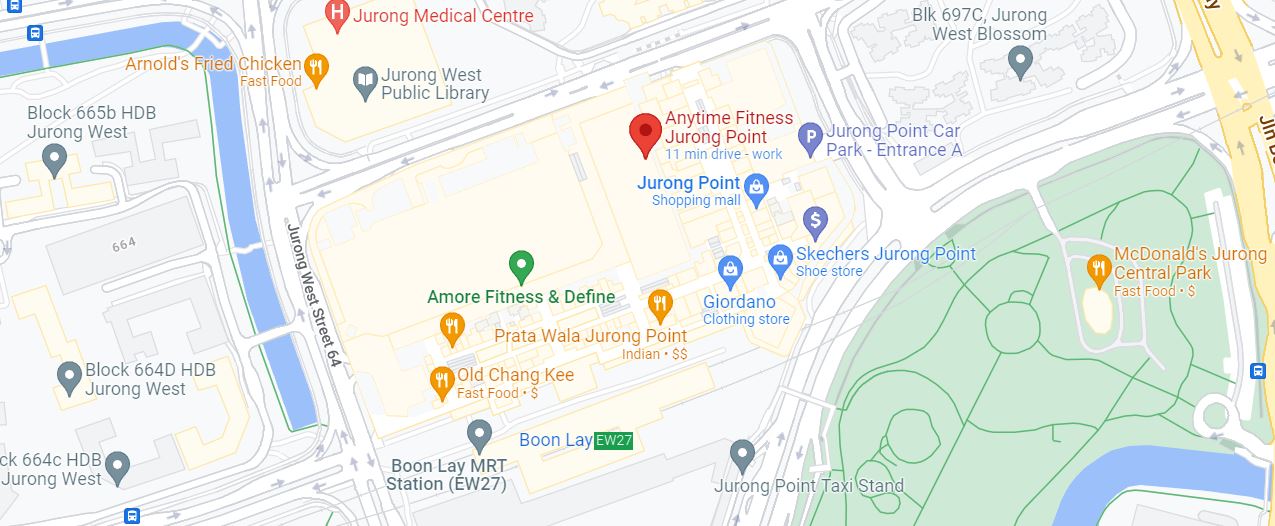 Jurong Medical Centre
Blk 697C, Jurong
West Blossom
Arnold's Fried Chicken
Fast Food
Jurong West
Public Library
Block 665b HDB
Jurong West
Anytime Fitness
Jurong Point
11 min drive - work
Jurong Point Car
Park - Entrance A
Jurong Point
Shopping mall
664
Jurong West Street 64
Skechers Jurong Point
Shoe store
McDonald's Jurong
Central Park
Fast Food • $
Amore Fitness & Define
Giordano
Clothing store
Prata Wala Jurong Point
Indian • $$
Block 664D HDB
Jurong West
Old Chang Kee
Fast Food • $
Boon Lay EW27
ck 664c HDB
Jurong West
Boon Lay MRT
Station (EW27)
Jurong Point Taxi Stand